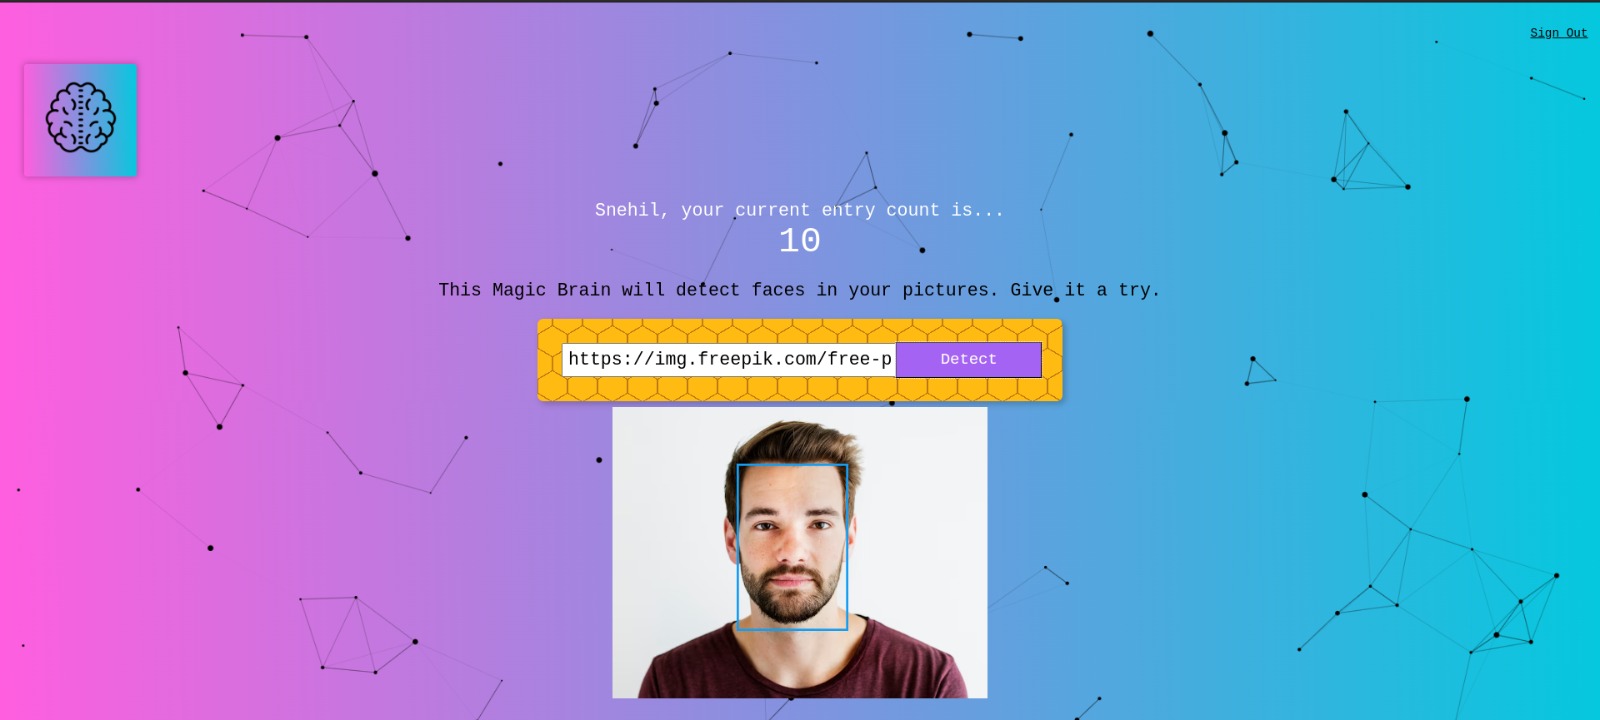 Sign Out
Snehil, your current entry count is...
10
This Magic Brain will detect faces in your pictures. Give it a try.
https://img.freepik.com/free-p
Detect